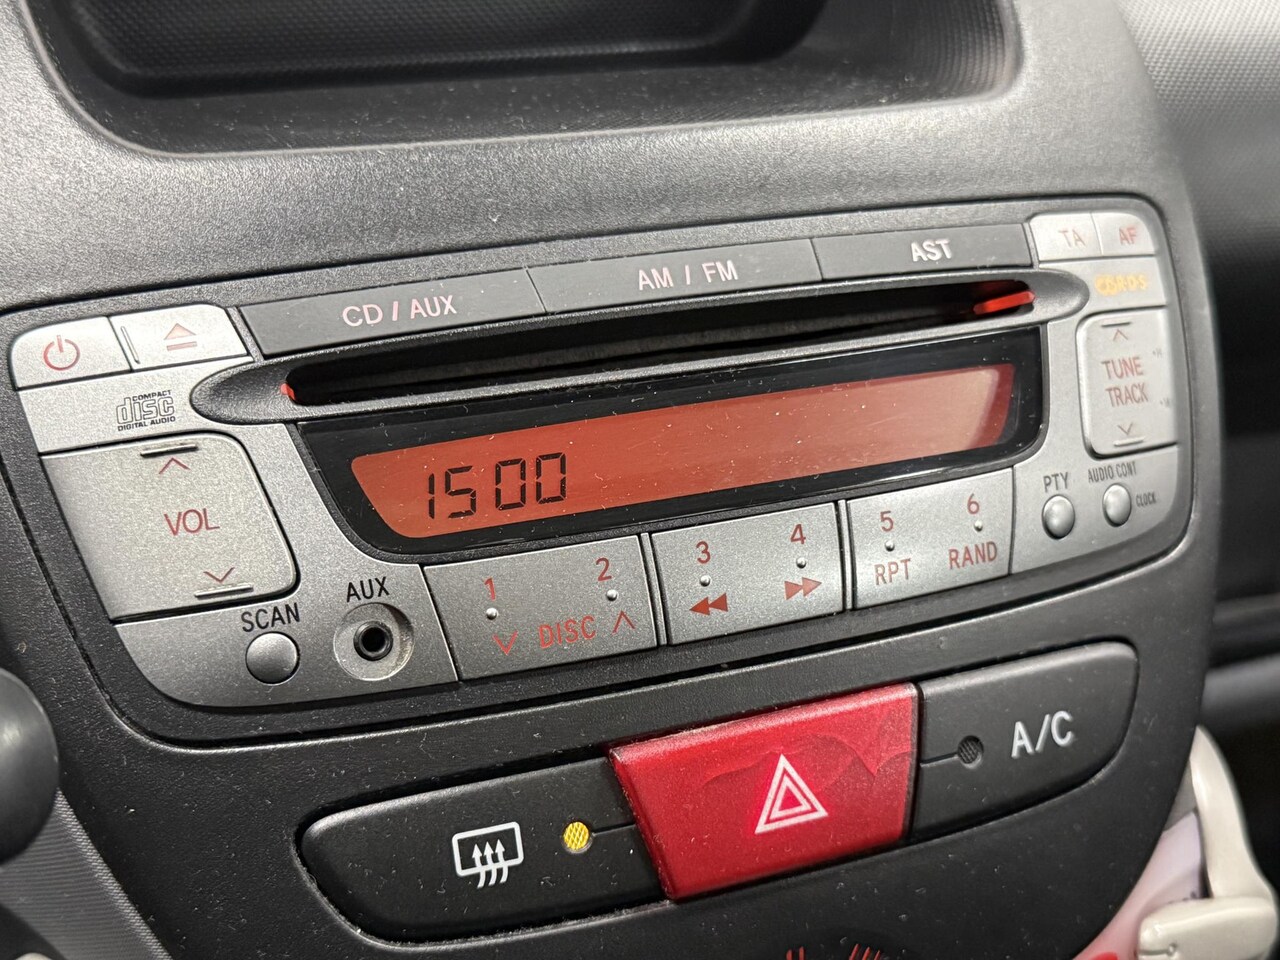 AST
TA
AF
AM / FM
CD / AUX
CD R·D·S
COMPACT
disc
DIGITAL AUDIO
TUNE
TRACK
1500
VOL
PTY
AUDIO CONT
CLOCK
SCAN
AUX
1
2
3
4
5
6
DISC
RPT
RAND
A/C